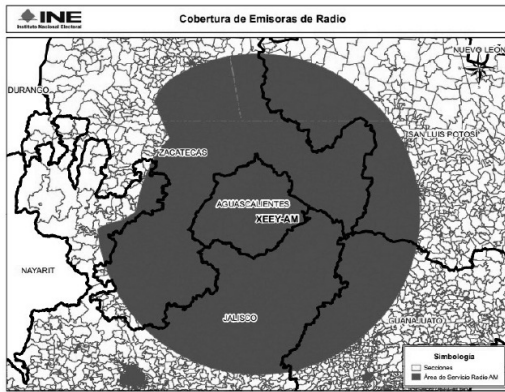 INE
Instituto Nacional Electoral
Cobertura de Emisoras de Radio
NUEVO LEON
DURANGO
SAN LUIS POTOSI
ZACATECAS
AGUASCALIENTES
XEEY-AM
NAYARIT
JALISCO
GUANAJUATO
Simbología
Secciones
Área de Servicio Radio AM